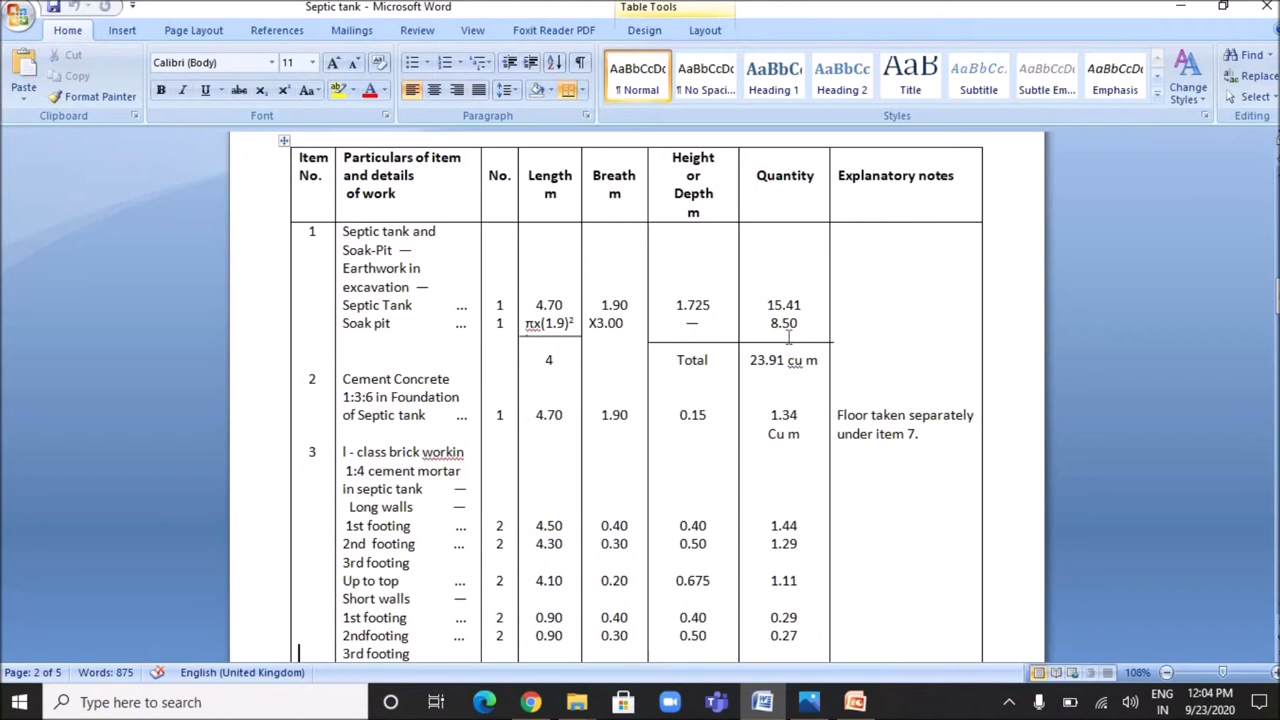 Septic tank - Microsoft Word
Table Tools
Home Insert Page Layout References Mailings Review View Foxit Reader PDF Design Layout
Cut
Copy
Format Painter
Paste
Clipboard
Calibri (Body) 11
Font
Paragraph
AaBbCcDc AaBbCcDc AaBbC AaBbCc AaB AaBbCc. AaBbCcDc AaBbCcDc
¶ Normal ¶ No Spaci... Heading 1 Heading 2 Title Subtitle Subtle Em... Emphasis
Change Styles
Styles
Find
Replace
Select
Editing
Item No. Particulars of item and details of work No. Length m Breath m Height or Depth m Quantity Explanatory notes
1 Septic tank and
Soak-Pit —
Earthwork in
excavation —
Septic Tank ... 1 4.70 1.90 1.725 15.41
Soak pit ... 1 πx(1.9)² X3.00 — 8.50
4 Total 23.91 cu m
2 Cement Concrete
1:3:6 in Foundation
of Septic tank ... 1 4.70 1.90 0.15 1.34 Floor taken separately
Cu m under item 7.
3 I - class brick workin
1:4 cement mortar
in septic tank —
Long walls —
1st footing ... 2 4.50 0.40 0.40 1.44
2nd footing ... 2 4.30 0.30 0.50 1.29
3rd footing
Up to top ... 2 4.10 0.20 0.675 1.11
Short walls —
1st footing ... 2 0.90 0.40 0.40 0.29
2ndfooting ... 2 0.90 0.30 0.50 0.27
3rd footing
Page: 2 of 5 Words: 875 English (United Kingdom) 108%
Type here to search
ENG
IN
12:04 PM
9/23/2020